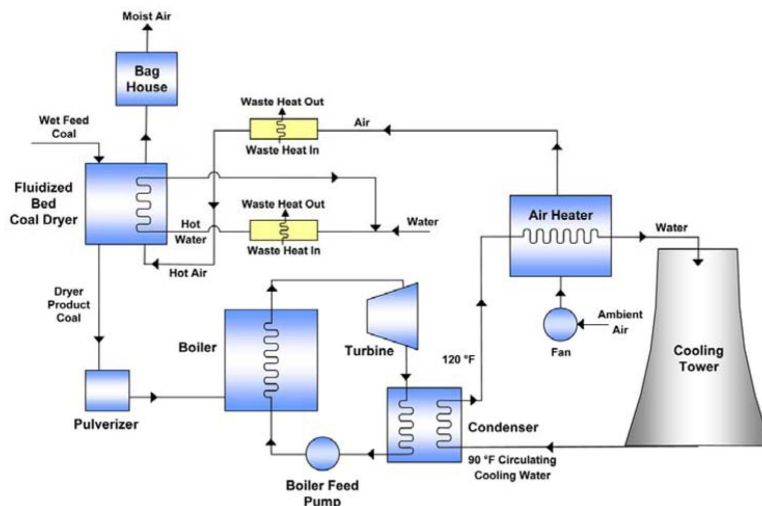 Moist Air
Bag
House
Wet Feed
Coal
Waste Heat Out
Air
Waste Heat In
Fluidized
Bed
Coal Dryer
Waste Heat Out
Hot
Water
Water
Waste Heat In
Hot Air
Air Heater
Water
Dryer
Product
Coal
Boiler
Turbine
120 °F
Fan
Ambient
Air
Cooling
Tower
Pulverizer
Condenser
Boiler Feed
Pump
90 °F Circulating
Cooling Water